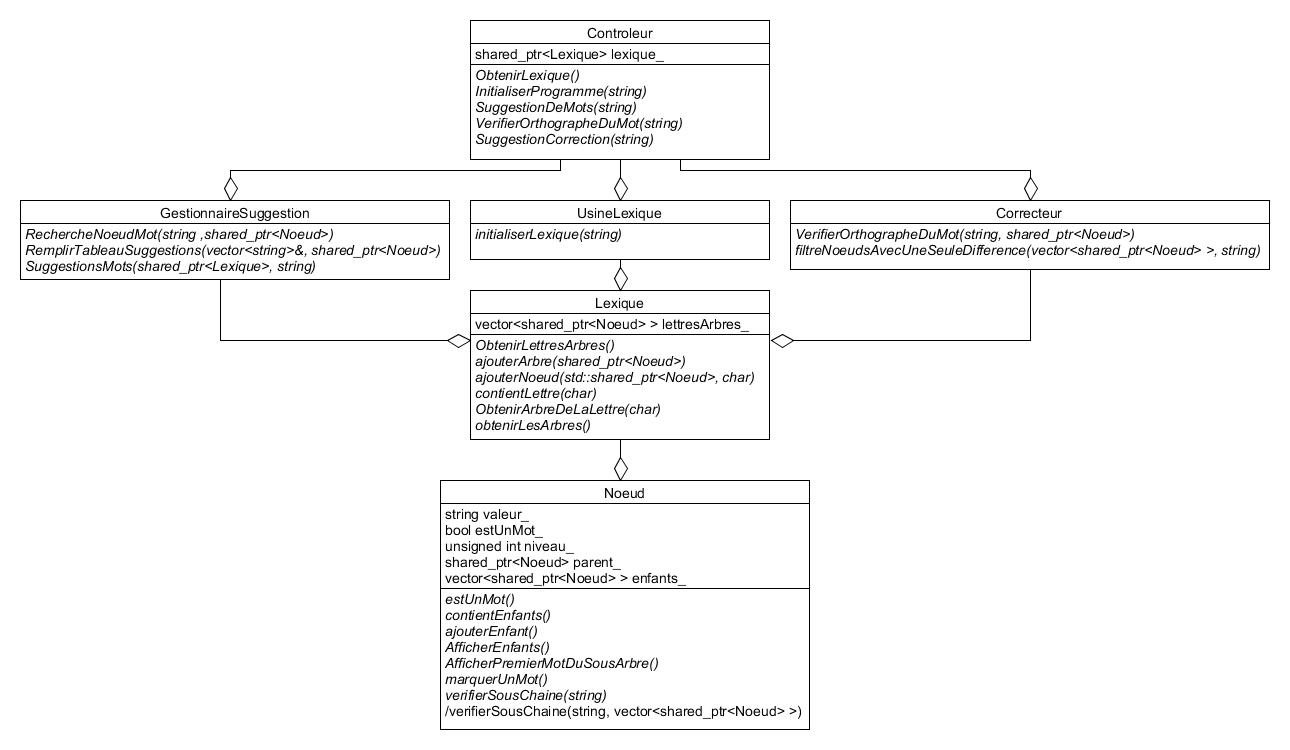 Controleur
shared_ptr<Lexique> lexique_
ObtenirLexique()
InitialiserProgramme(string)
SuggestionDeMots(string)
VerifierOrthographeDuMot(string)
SuggestionCorrection(string)
GestionnaireSuggestion
RechercheNoeudMot(string ,shared_ptr<Noeud>)
RemplirTableauSuggestions(vector<string>&, shared_ptr<Noeud>)
SuggestionsMots(shared_ptr<Lexique>, string)
UsineLexique
initialiserLexique(string)
Correcteur
VerifierOrthographeDuMot(string, shared_ptr<Noeud>)
filtreNoeudsAvecUneSeuleDifference(vector<shared_ptr<Noeud> >, string)
Lexique
vector<shared_ptr<Noeud> > lettresArbres_
ObtenirLettresArbres()
ajouterArbre(shared_ptr<Noeud>)
ajouterNoeud(std::shared_ptr<Noeud>, char)
contientLettre(char)
ObtenirArbreDeLaLettre(char)
obtenirLesArbres()
Noeud
string valeur_
bool estUnMot_
unsigned int niveau_
shared_ptr<Noeud> parent_
vector<shared_ptr<Noeud> > enfants_
estUnMot()
contientEnfants()
ajouterEnfant()
AfficherEnfants()
AfficherPremierMotDuSousArbre()
marquerUnMot()
verifierSousChaine(string)
/verifierSousChaine(string, vector<shared_ptr<Noeud> >)